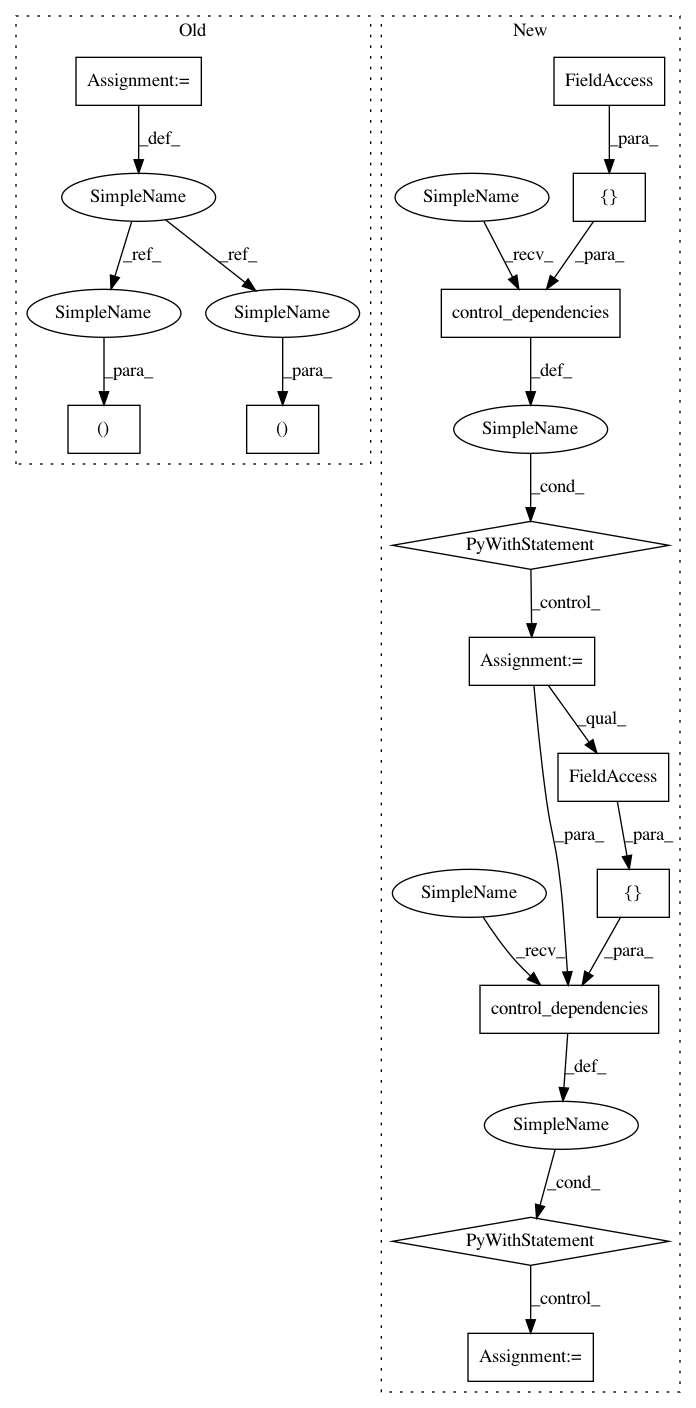 Old
New
Assignment:=
FieldAccess
_def_
_para_
SimpleName
SimpleName
{}
_ref_
_ref_
_recv_
_para_
SimpleName
SimpleName
control_dependencies
_para_
_para_
_def_
()
()
SimpleName
_cond_
PyWithStatement
_control_
Assignment:=
_qual_
FieldAccess
_para_
_para_
SimpleName
{}
_recv_
_para_
control_dependencies
_def_
SimpleName
_cond_
PyWithStatement
_control_
Assignment:=